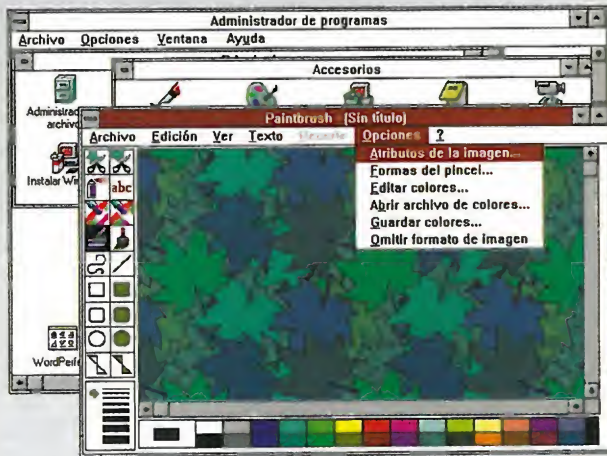 Administrador de programas
Archivo Opciones Ventana Ayuda
Accesorios
archivo
Instalar
WordPerfe
Paintbrush - [Sin título]
Archivo Edición Ver Texto Opciones ?
Atributos de la imagen...
Formas del pincel...
Editar colores...
Abrir archivo de colores...
Guardar colores...
Omitir formato de imagen
abc